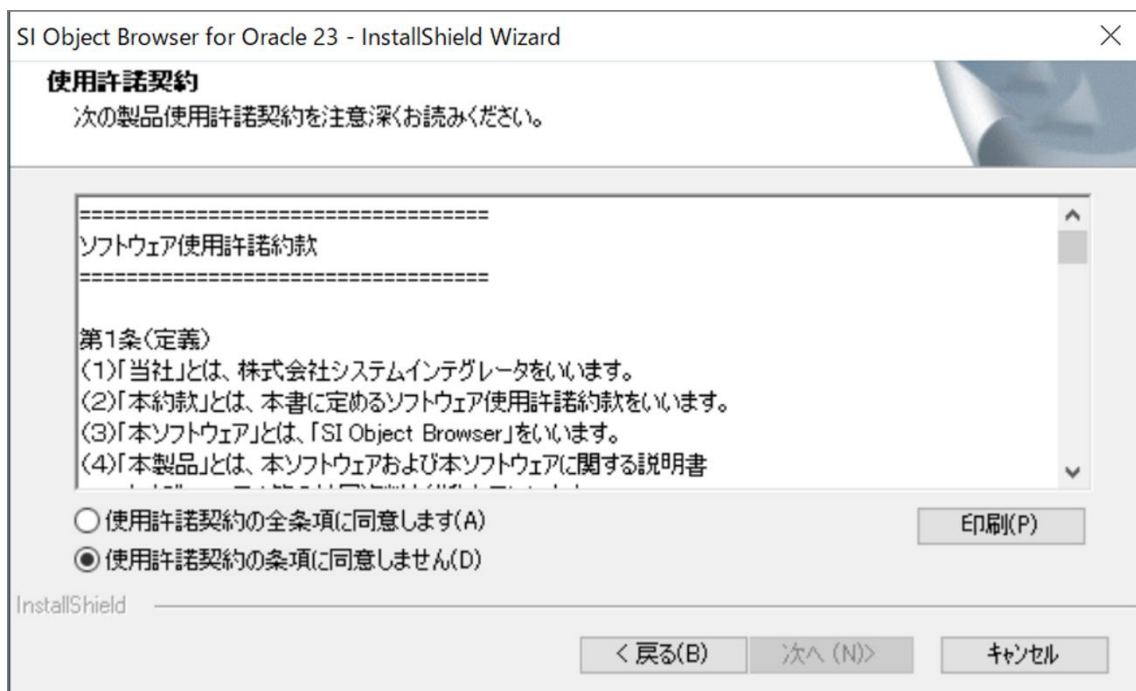 SI Object Browser for Oracle 23 - InstallShield Wizard
使用許諾契約
次の製品使用許諾契約を注意深くお読みください。
===================================
ソフトウェア使用許諾約款
===================================
第1条(定義)
(1)「当社」とは、株式会社システムインテグレータをいいます。
(2)「本約款」とは、本書に定めるソフトウェア使用許諾約款をいいます。
(3)「本ソフトウェア」とは、「SI Object Browser」をいいます。
(4)「本製品」とは、本ソフトウェアおよび本ソフトウェアに関する説明書
使用許諾契約の全条項に同意します(A)
印刷(P)
使用許諾契約の条項に同意しません(D)
InstallShield
< 戻る(B)
次へ (N)>
キャンセル